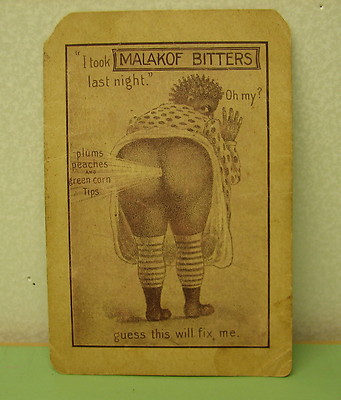 "I took MALAKOF BITTERS
last night."
Oh my?
plums
peaches
AND
green corn
Tips
guess this will fix, me.